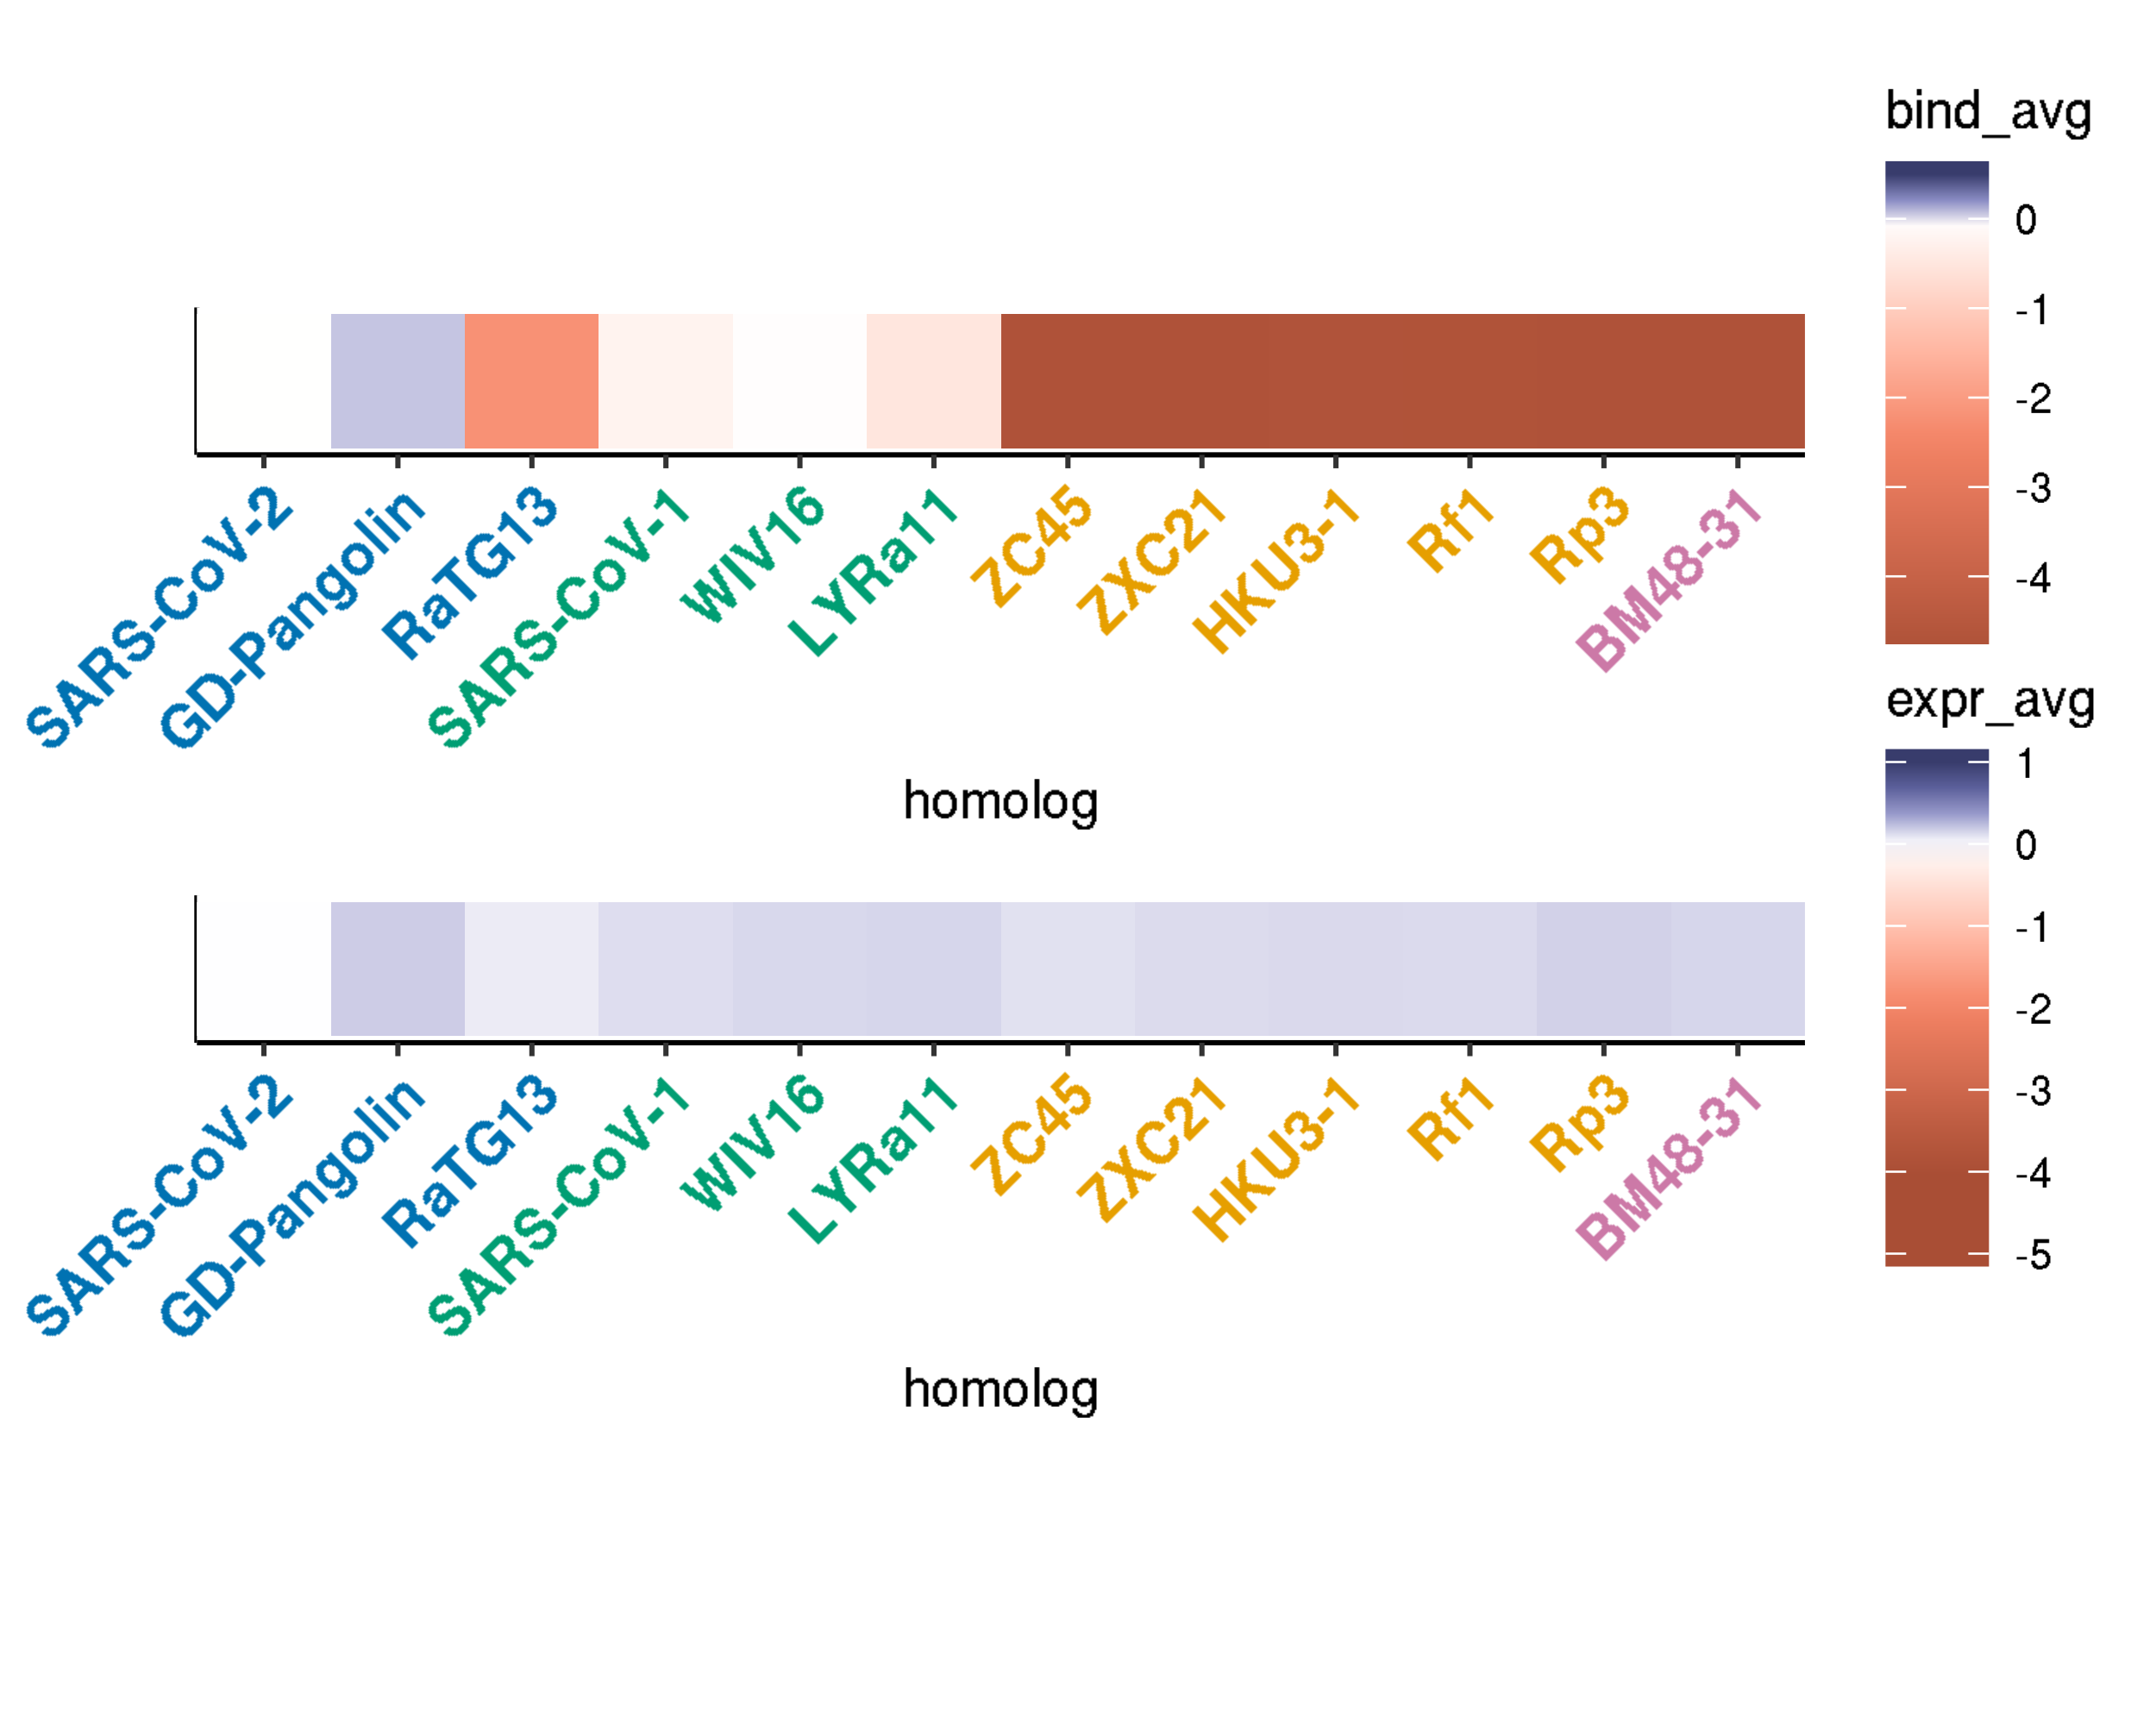 bind_avg
0
-1
-2
-3
-4
SARS-CoV-2
GD-Pangolin
RaTG13
SARS-CoV-1
WIV16
LYRa11
ZC45
ZXC21
HKU3-1
Rf1
Rp3
BM48-31
homolog
expr_avg
1
0
-1
-2
-3
-4
-5
SARS-CoV-2
GD-Pangolin
RaTG13
SARS-CoV-1
WIV16
LYRa11
ZC45
ZXC21
HKU3-1
Rf1
Rp3
BM48-31
homolog